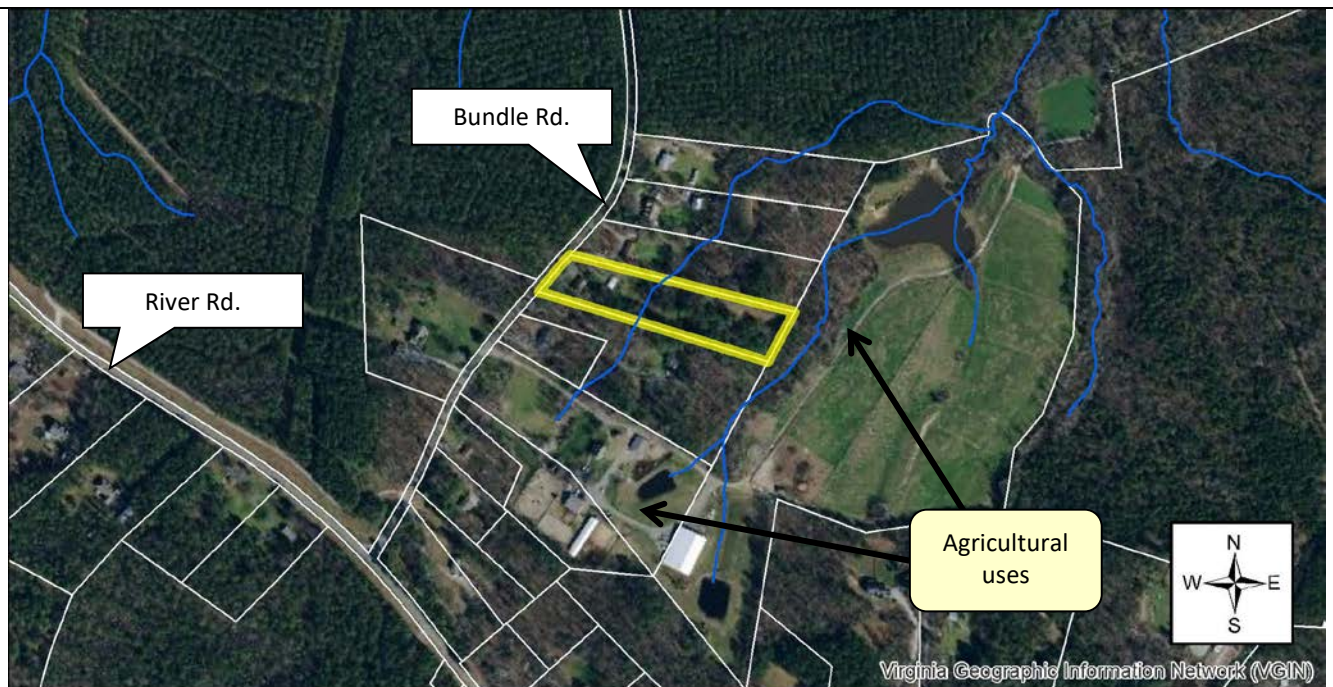 Bundle Rd.
River Rd.
Agricultural
uses
N
W E
S
Virginia Geographic Information Network (VGIN)